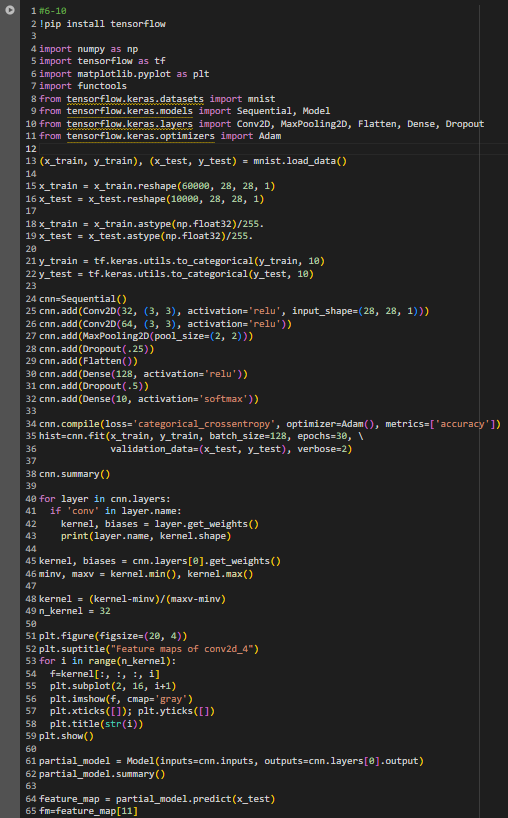 1 #6-10
2 !pip install tensorflow
3
4 import numpy as np
5 import tensorflow as tf
6 import matplotlib.pyplot as plt
7 import functools
8 from tensorflow.keras.datasets import mnist
9 from tensorflow.keras.models import Sequential, Model
10 from tensorflow.keras.layers import Conv2D, MaxPooling2D, Flatten, Dense, Dropout
11 from tensorflow.keras.optimizers import Adam
12
13 (x_train, y_train), (x_test, y_test) = mnist.load_data()
14
15 x_train = x_train.reshape(60000, 28, 28, 1)
16 x_test = x_test.reshape(10000, 28, 28, 1)
17
18 x_train = x_train.astype(np.float32)/255.
19 x_test = x_test.astype(np.float32)/255.
20
21 y_train = tf.keras.utils.to_categorical(y_train, 10)
22 y_test = tf.keras.utils.to_categorical(y_test, 10)
23
24 cnn=Sequential()
25 cnn.add(Conv2D(32, (3, 3), activation='relu', input_shape=(28, 28, 1)))
26 cnn.add(Conv2D(64, (3, 3), activation='relu'))
27 cnn.add(MaxPooling2D(pool_size=(2, 2)))
28 cnn.add(Dropout(.25))
29 cnn.add(Flatten())
30 cnn.add(Dense(128, activation='relu'))
31 cnn.add(Dropout(.5))
32 cnn.add(Dense(10, activation='softmax'))
33
34 cnn.compile(loss='categorical_crossentropy', optimizer=Adam(), metrics=['accuracy'])
35 hist=cnn.fit(x_train, y_train, batch_size=128, epochs=30, \
36             validation_data=(x_test, y_test), verbose=2)
37
38 cnn.summary()
39
40 for layer in cnn.layers:
41   if 'conv' in layer.name:
42     kernel, biases = layer.get_weights()
43     print(layer.name, kernel.shape)
44
45 kernel, biases = cnn.layers[0].get_weights()
46 minv, maxv = kernel.min(), kernel.max()
47
48 kernel = (kernel-minv)/(maxv-minv)
49 n_kernel = 32
50
51 plt.figure(figsize=(20, 4))
52 plt.suptitle("Feature maps of conv2d_4")
53 for i in range(n_kernel):
54   f=kernel[:, :, :, i]
55   plt.subplot(2, 16, i+1)
56   plt.imshow(f, cmap='gray')
57   plt.xticks([]); plt.yticks([])
58   plt.title(str(i))
59 plt.show()
60
61 partial_model = Model(inputs=cnn.inputs, outputs=cnn.layers[0].output)
62 partial_model.summary()
63
64 feature_map = partial_model.predict(x_test)
65 fm=feature_map[11]